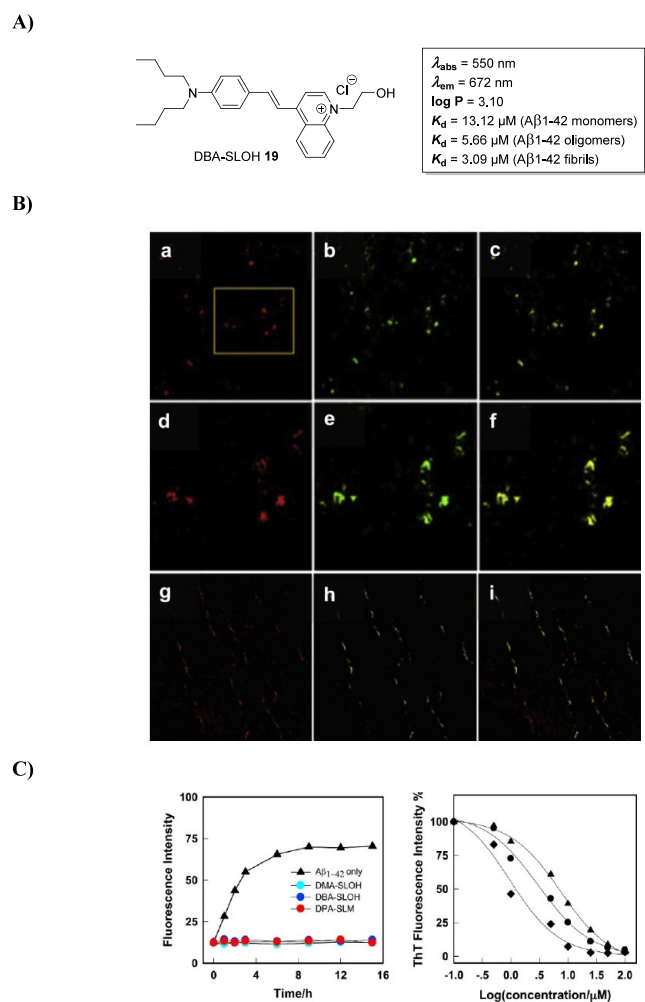 A)
N
Cl⊖
N
+
OH
DBA-SLOH 19
λabs = 550 nm
λem = 672 nm
log P = 3.10
Kd = 13.12 µM (Aβ1-42 monomers)
Kd = 5.66 µM (Aβ1-42 oligomers)
Kd = 3.09 µM (Aβ1-42 fibrils)
B)
a b c
d e f
g h i
C)
Fluorescence Intensity
100
75
50
25
0
0 4 8 12 16
Time/h
Aβ1-42 only
DMA-SLOH
DBA-SLOH
DPA-SLM
ThT Fluorescence Intensity %
100
75
50
25
0
-1.0 -.5 0.0 .5 1.0 1.5 2.0
Log(concentration/µM)